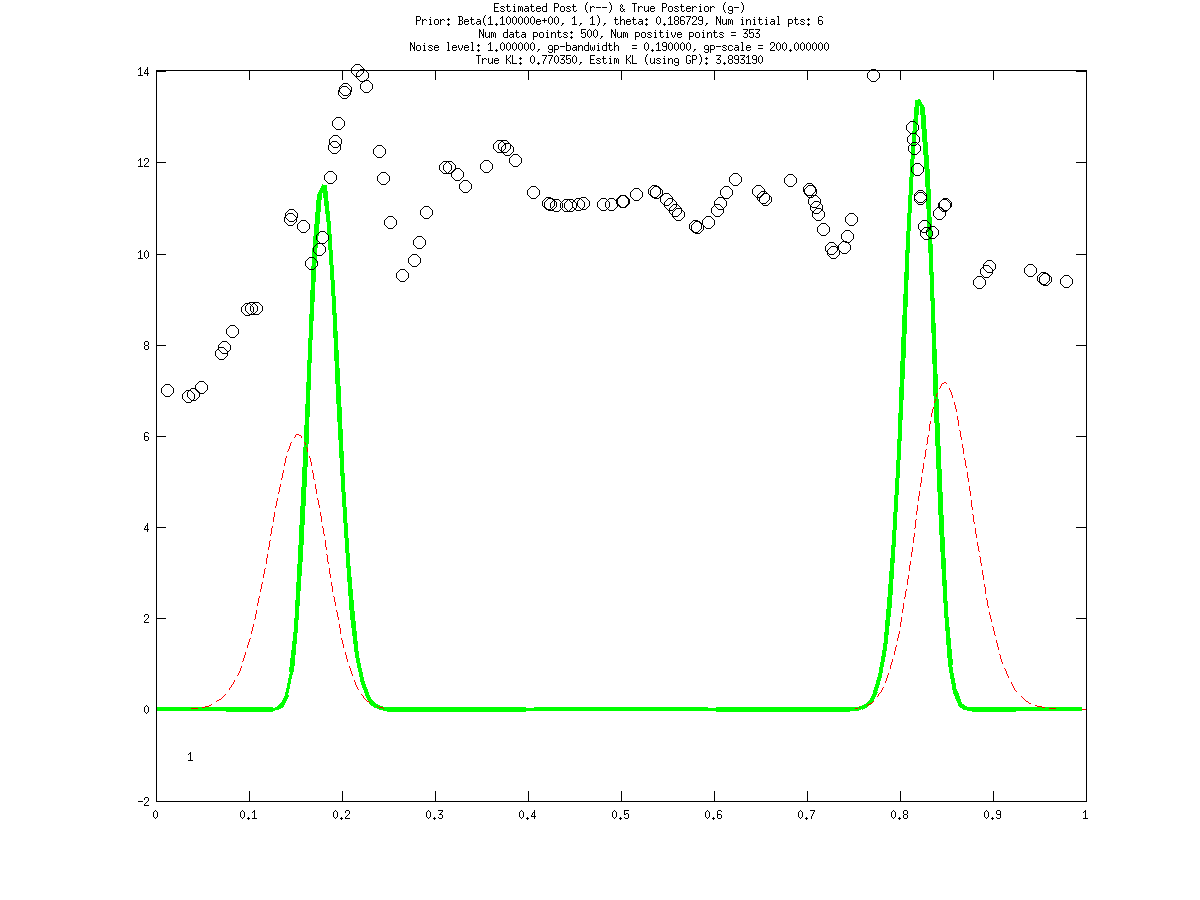 Estimated Post (r--) & True Posterior (g-)
Prior: Beta(1.100000e+00, 1, 1), theta: 0.186729, Num initial pts: 6
Num data points: 500, Num positive points = 353
Noise level: 1.000000, gp-bandwidth  = 0.190000, gp-scale = 200.000000
True KL: 0.770350, Estim KL (using GP): 3.893190
14
12
10
8
6
4
2
0
1
-2
0 0.1 0.2 0.3 0.4 0.5 0.6 0.7 0.8 0.9 1